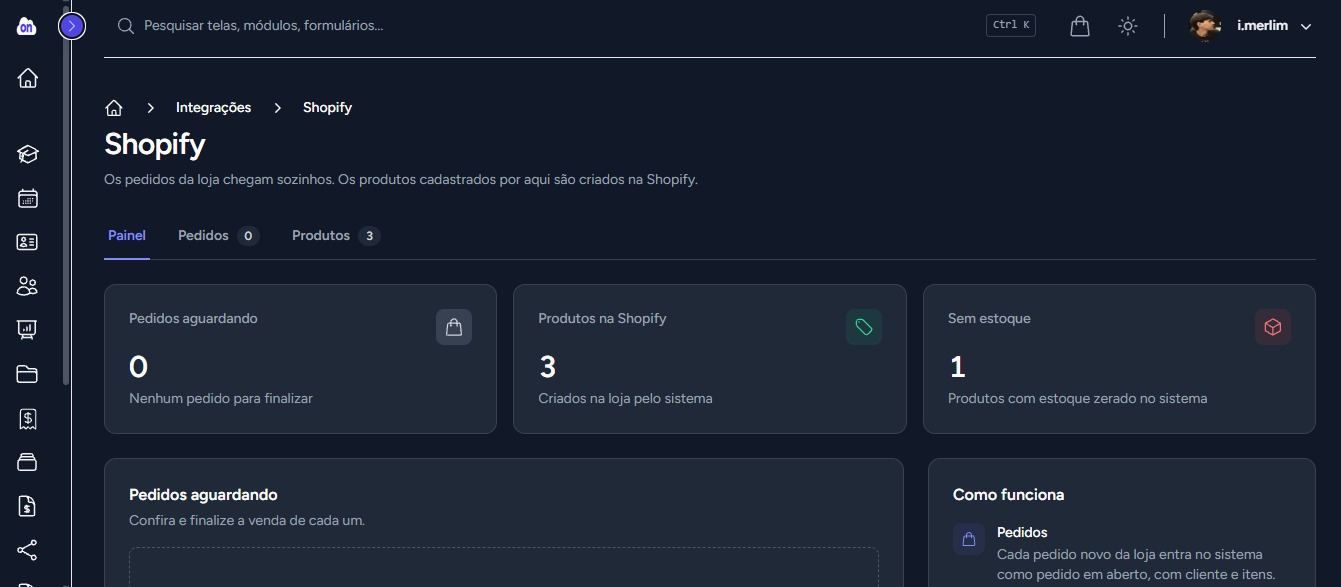 on
Pesquisar telas, módulos, formulários...
Ctrl K
i.merlim
Integrações
Shopify
Shopify
Os pedidos da loja chegam sozinhos. Os produtos cadastrados por aqui são criados na Shopify.
Painel
Pedidos 0
Produtos 3
Pedidos aguardando
0
Nenhum pedido para finalizar
Produtos na Shopify
3
Criados na loja pelo sistema
Sem estoque
1
Produtos com estoque zerado no sistema
Pedidos aguardando
Confira e finalize a venda de cada um.
Como funciona
Pedidos
Cada pedido novo da loja entra no sistema
como pedido em aberto, com cliente e itens.